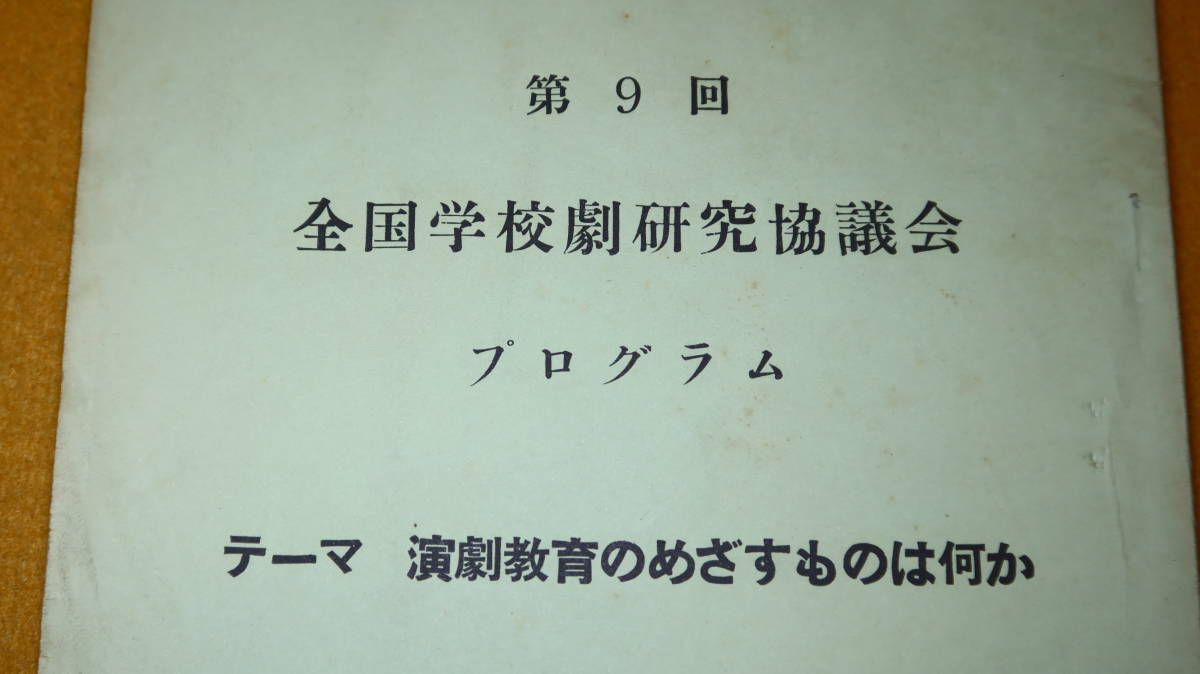 第9回
全国学校劇研究協議会
プログラム
テーマ 演劇教育のめざすものは何か